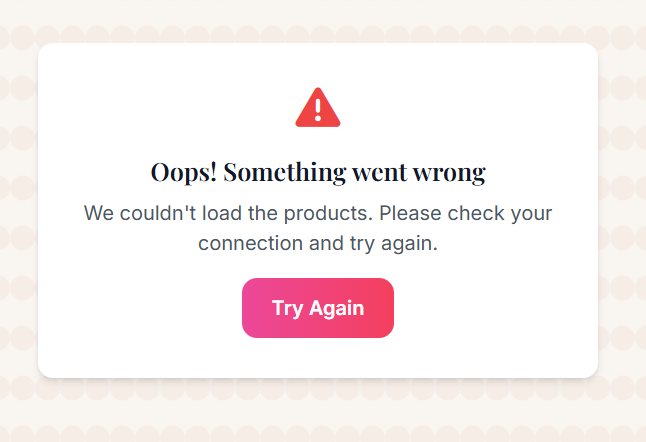 Oops! Something went wrong
We couldn't load the products. Please check your
connection and try again.
Try Again